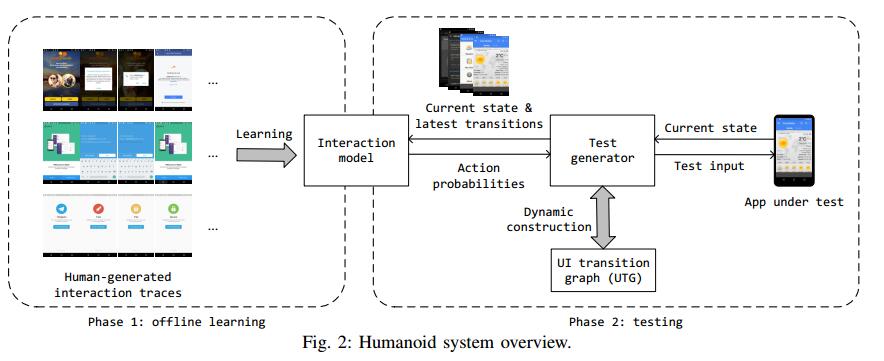 ...
...
...
Human-generated
interaction traces
Learning
Interaction
model
Current state &
latest transitions
Action
probabilities
Test
generator
Current state
Test input
2°C
App under test
Dynamic
construction
UI transition
graph (UTG)
Phase 1: offline learning
Phase 2: testing
Fig. 2: Humanoid system overview.